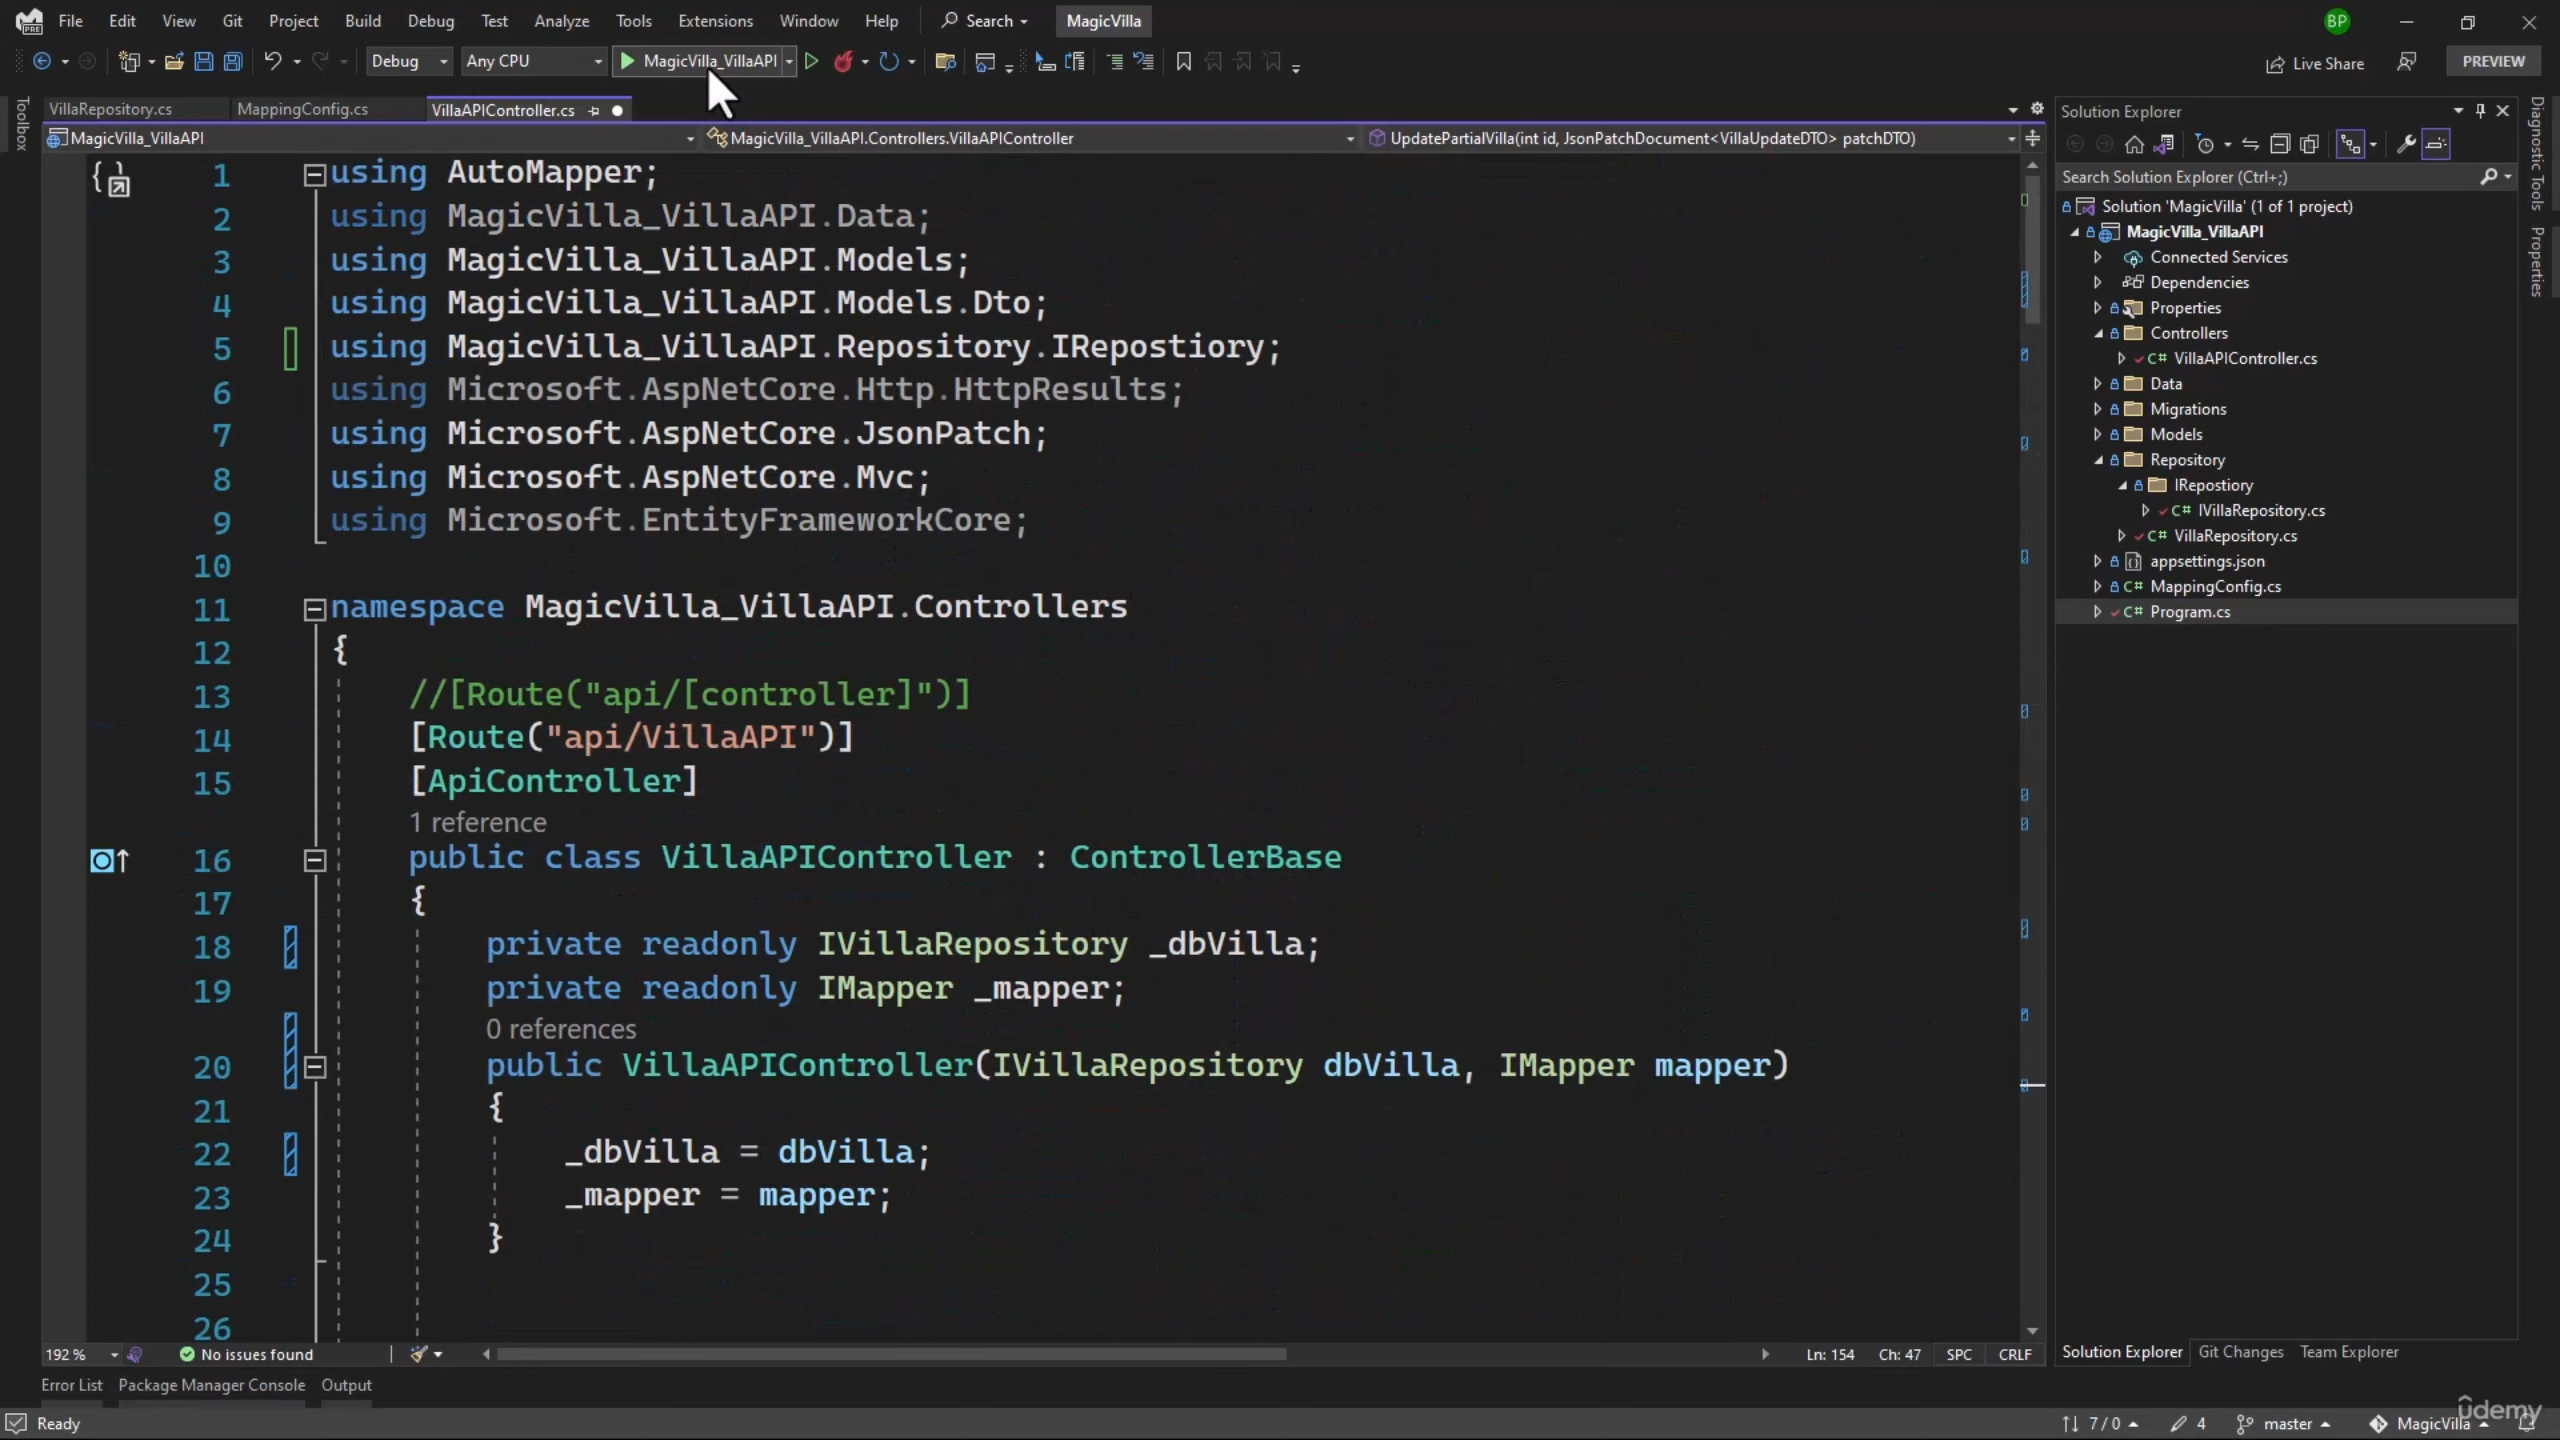 File Edit View Git Project Build Debug Test Analyze Tools Extensions Window Help Search MagicVilla BP
Debug Any CPU MagicVilla_VillaAPI Live Share PREVIEW
Toolbox
VillaRepository.cs MappingConfig.cs VillaAPIController.cs
MagicVilla_VillaAPI MagicVilla_VillaAPI.Controllers.VillaAPIController UpdatePartialVilla(int id, JsonPatchDocument<VillaUpdateDTO> patchDTO)
1 using AutoMapper;
2 using MagicVilla_VillaAPI.Data;
3 using MagicVilla_VillaAPI.Models;
4 using MagicVilla_VillaAPI.Models.Dto;
5 using MagicVilla_VillaAPI.Repository.IRepostiory;
6 using Microsoft.AspNetCore.Http.HttpResults;
7 using Microsoft.AspNetCore.JsonPatch;
8 using Microsoft.AspNetCore.Mvc;
9 using Microsoft.EntityFrameworkCore;
10
11 namespace MagicVilla_VillaAPI.Controllers
12 {
13 //[Route("api/[controller]")]
14 [Route("api/VillaAPI")]
15 [ApiController]
1 reference
16 public class VillaAPIController : ControllerBase
17 {
18 private readonly IVillaRepository _dbVilla;
19 private readonly IMapper _mapper;
0 references
20 public VillaAPIController(IVillaRepository dbVilla, IMapper mapper)
21 {
22 _dbVilla = dbVilla;
23 _mapper = mapper;
24 }
25
26
192 % No issues found Ln: 154 Ch: 47 SPC CRLF
Error List Package Manager Console Output
Solution Explorer
Search Solution Explorer (Ctrl+;)
Solution 'MagicVilla' (1 of 1 project)
MagicVilla_VillaAPI
Connected Services
Dependencies
Properties
Controllers
C# VillaAPIController.cs
Data
Migrations
Models
Repository
IRepostiory
C# IVillaRepository.cs
C# VillaRepository.cs
appsettings.json
C# MappingConfig.cs
C# Program.cs
Solution Explorer Git Changes Team Explorer
Diagnostic Tools
Properties
Ready 7 / 0 4 master MagicVilla
udemy